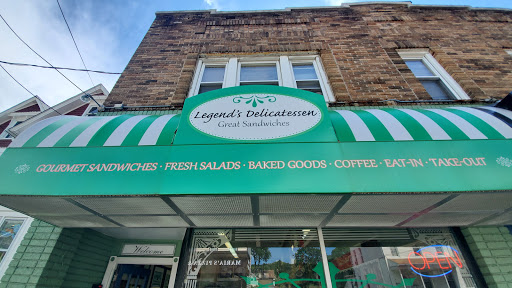 Legend's Delicatessen
Great Sandwiches
GOURMET SANDWICHES · FRESH SALADS · BAKED GOODS · COFFEE · EAT-IN · TAKE-OUT
Welcome
OPEN